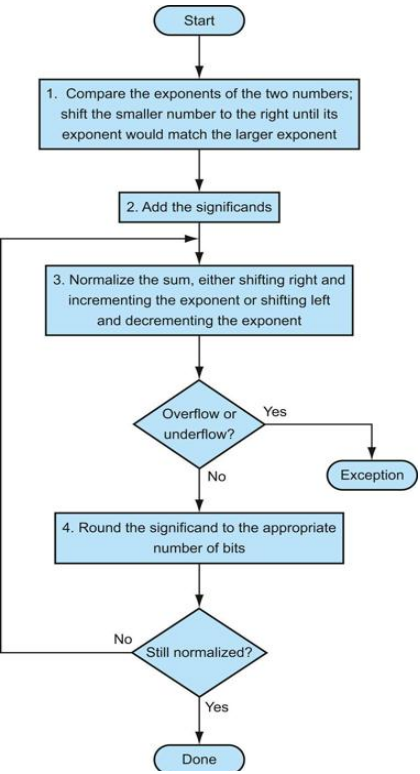 Start
1. Compare the exponents of the two numbers;
shift the smaller number to the right until its
exponent would match the larger exponent
2. Add the significands
3. Normalize the sum, either shifting right and
incrementing the exponent or shifting left
and decrementing the exponent
Overflow or
underflow?
Yes
Exception
No
4. Round the significand to the appropriate
number of bits
No
Still normalized?
Yes
Done